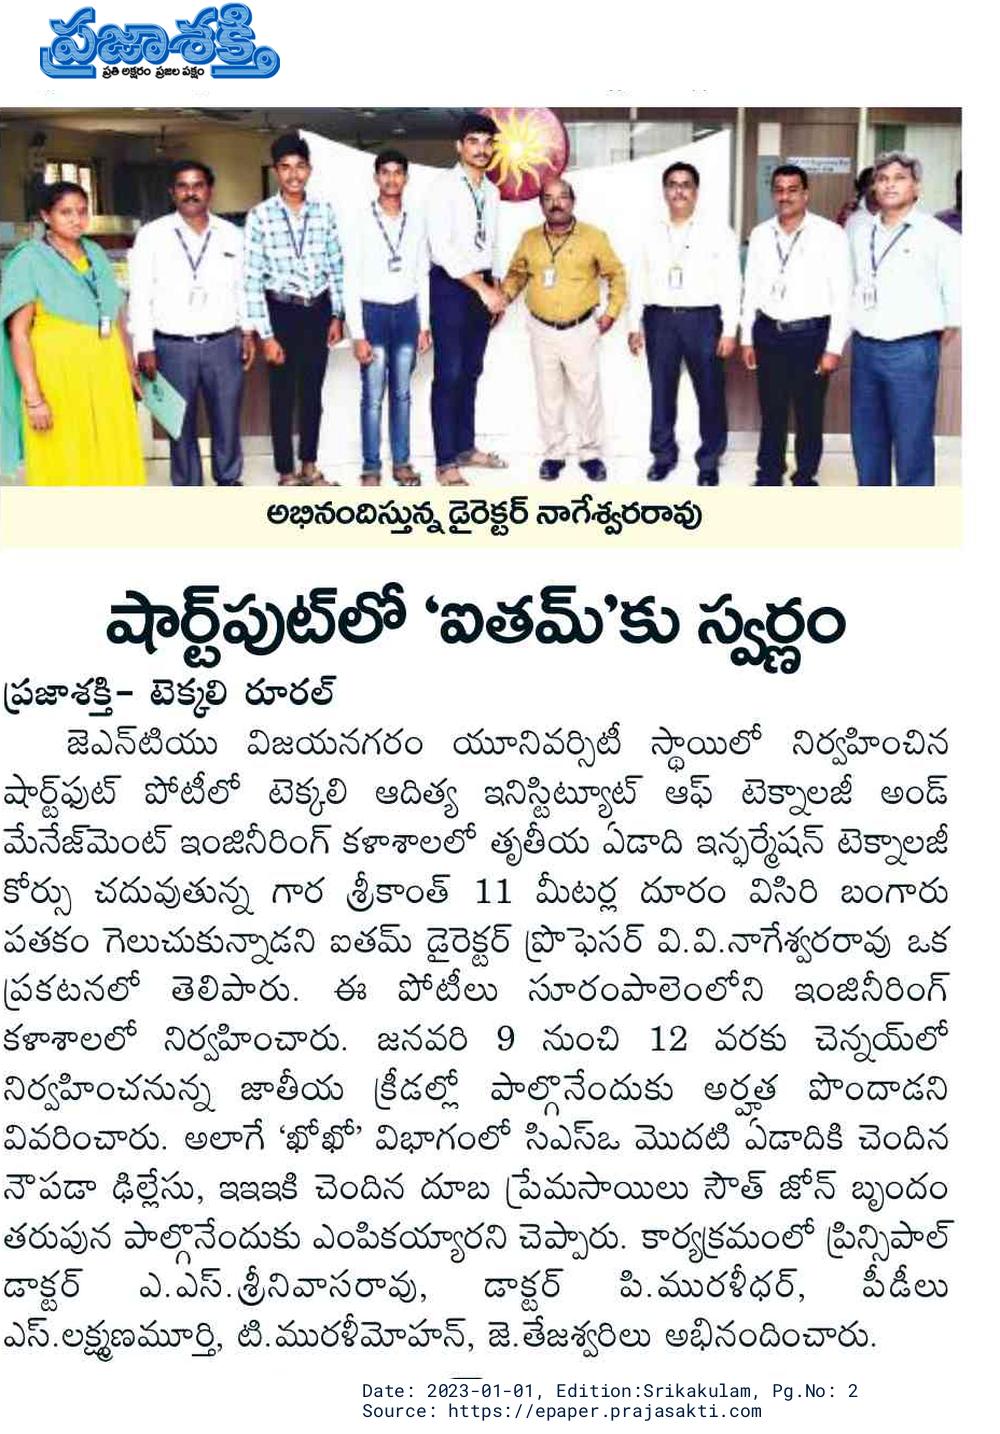 ప్రజాశక్తి
ప్రతి అక్షరం ప్రజల పక్షం
అభినందిస్తున్న డైరెక్టర్ నాగేశ్వరరావు
షార్ట్‌పుట్‌లో ‘ఐతమ్’కు స్వర్ణం
ప్రజాశక్తి- టెక్కలి రూరల్
జెఎన్‌టియు విజయనగరం యూనివర్సిటీ స్థాయిలో నిర్వహించిన
షార్ట్‌ఫుట్ పోటీలో టెక్కలి ఆదిత్య ఇనిస్టిట్యూట్ ఆఫ్ టెక్నాలజీ అండ్
మేనేజ్‌మెంట్ ఇంజినీరింగ్ కళాశాలలో తృతీయ ఏడాది ఇన్ఫర్మేషన్ టెక్నాలజీ
కోర్సు చదువుతున్న గార శ్రీకాంత్ 11 మీటర్ల దూరం విసిరి బంగారు
పతకం గెలుచుకున్నాడని ఐతమ్ డైరెక్టర్ ప్రొఫెసర్ వి.వి.నాగేశ్వరరావు ఒక
ప్రకటనలో తెలిపారు. ఈ పోటీలు సూరంపాలెంలోని ఇంజినీరింగ్
కళాశాలలో నిర్వహించారు. జనవరి 9 నుంచి 12 వరకు చెన్నయ్‌లో
నిర్వహించనున్న జాతీయ క్రీడల్లో పాల్గొనేందుకు అర్హత పొందాడని
వివరించారు. అలాగే ‘ఖోఖో’ విభాగంలో సిఎస్ఒ మొదటి ఏడాదికి చెందిన
నౌపడా ఢిల్లేసు, ఇఇఇకి చెందిన దూబ ప్రేమసాయిలు సౌత్ జోన్ బృందం
తరుపున పాల్గొనేందుకు ఎంపికయ్యారని చెప్పారు. కార్యక్రమంలో ప్రిన్సిపాల్
డాక్టర్ ఎ.ఎస్.శ్రీనివాసరావు, డాక్టర్ పి.మురళీధర్, పీడీలు
ఎస్.లక్ష్మణమూర్తి, టి.మురళీమోహన్, జె.తేజశ్వరిలు అభినందించారు.
Date: 2023-01-01, Edition:Srikakulam, Pg.No: 2
Source: https://epaper.prajasakti.com